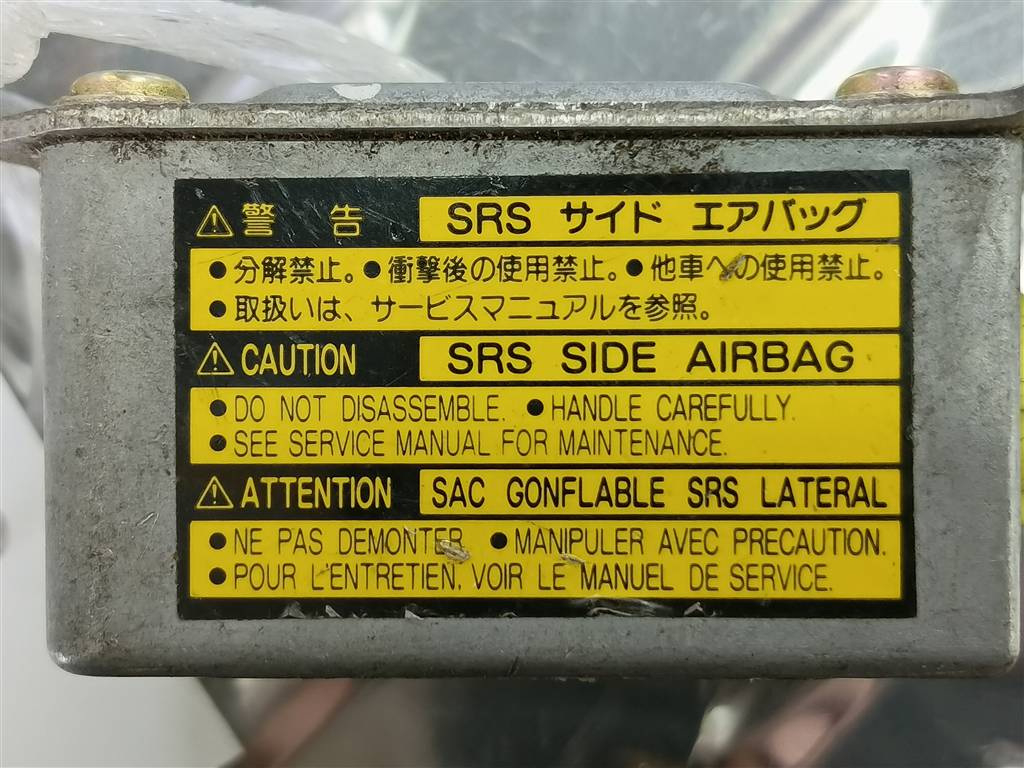 警告 SRS サイド エアバッグ
●分解禁止。●衝撃後の使用禁止。●他車への使用禁止。
●取扱いは、サービスマニュアルを参照。
CAUTION SRS SIDE AIRBAG
●DO NOT DISASSEMBLE. ●HANDLE CAREFULLY.
●SEE SERVICE MANUAL FOR MAINTENANCE.
ATTENTION SAC GONFLABLE SRS LATERAL
●NE PAS DEMONTER. ●MANIPULER AVEC PRECAUTION.
●POUR L'ENTRETIEN, VOIR LE MANUEL DE SERVICE.